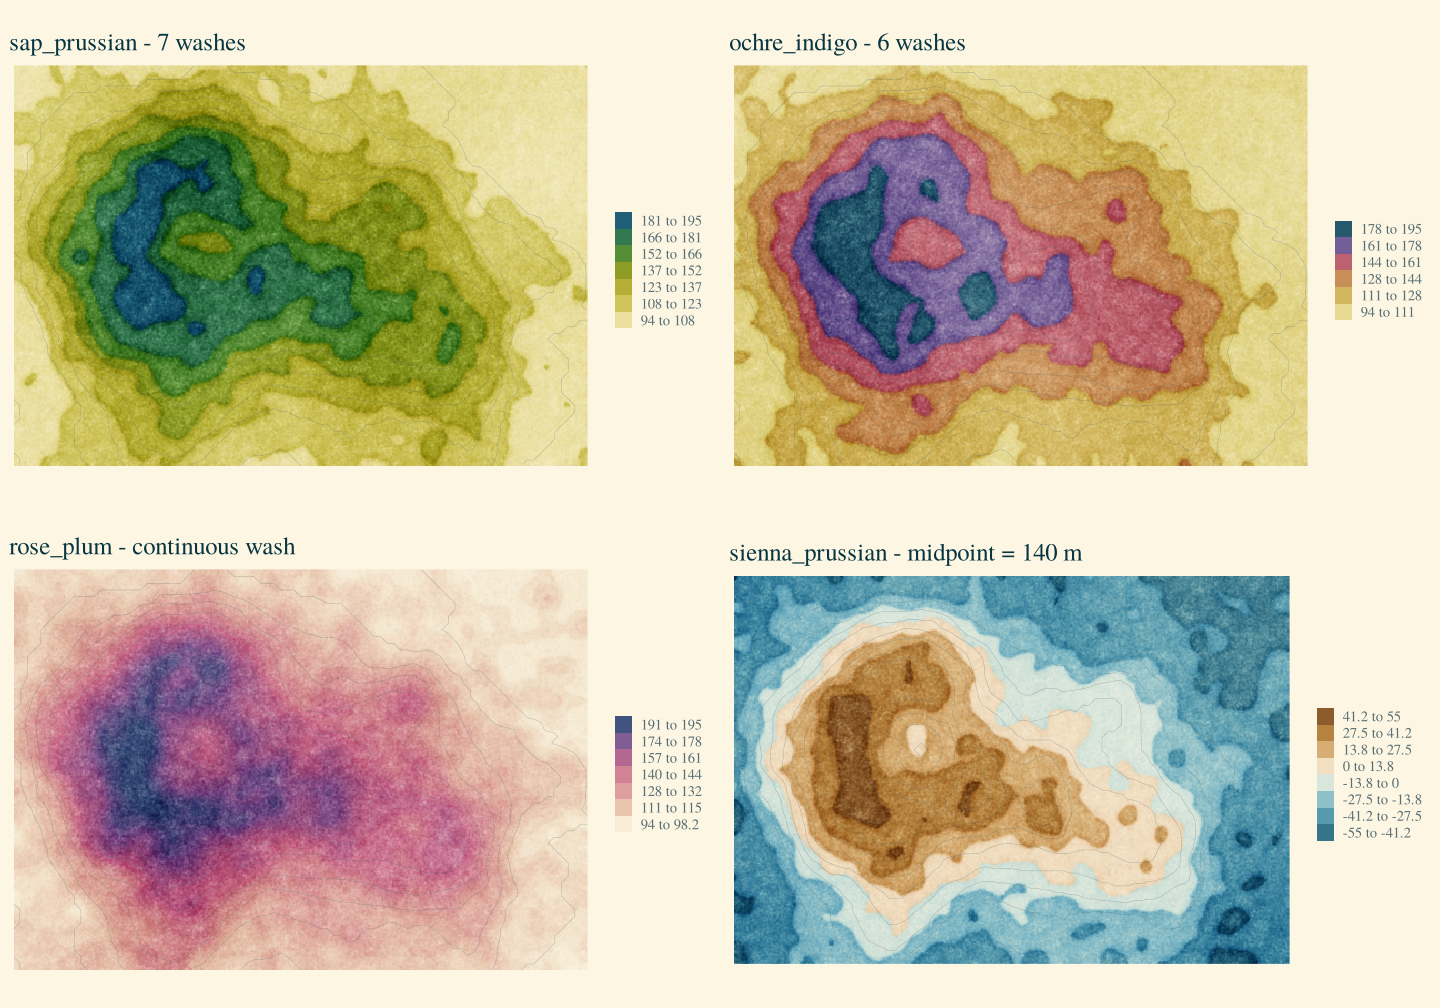 sap_prussian - 7 washes
181 to 195
166 to 181
152 to 166
137 to 152
123 to 137
108 to 123
94 to 108
ochre_indigo - 6 washes
178 to 195
161 to 178
144 to 161
128 to 144
111 to 128
94 to 111
rose_plum - continuous wash
191 to 195
174 to 178
157 to 161
140 to 144
128 to 132
111 to 115
94 to 98.2
sienna_prussian - midpoint = 140 m
41.2 to 55
27.5 to 41.2
13.8 to 27.5
0 to 13.8
-13.8 to 0
-27.5 to -13.8
-41.2 to -27.5
-55 to -41.2